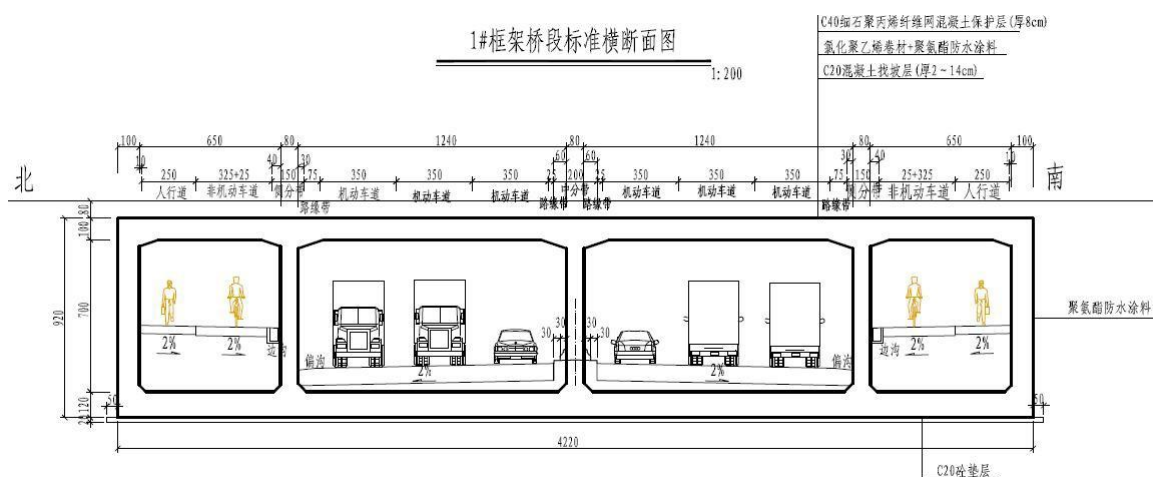 C40细石聚丙烯纤维网混凝土保护层(厚8cm)
1#框架桥段标准横断面图
氯化聚乙烯卷材+聚氨酯防水涂料
1:200
C20混凝土找坡层(厚2~14cm)
100 650 80 1240 80 1240 80 650 100
10 40 30 60 60 30 40 10
250 325+25 150 75 350 350 350 25 200 25 350 350 350 75 150 25+325 250
北 人行道 非机动车道 侧分带 机动车道 机动车道 机动车道 中分带 机动车道 机动车道 机动车道 侧分带 非机动车道 人行道 南
路缘带 路缘带 路缘带 路缘带
80
100
920 700
聚氨酯防水涂料
30 30 30 30
2% 2% 边沟 偏沟 2% 2% 偏沟 边沟 2% 2%
50 120 50
20
4220
C20砼垫层